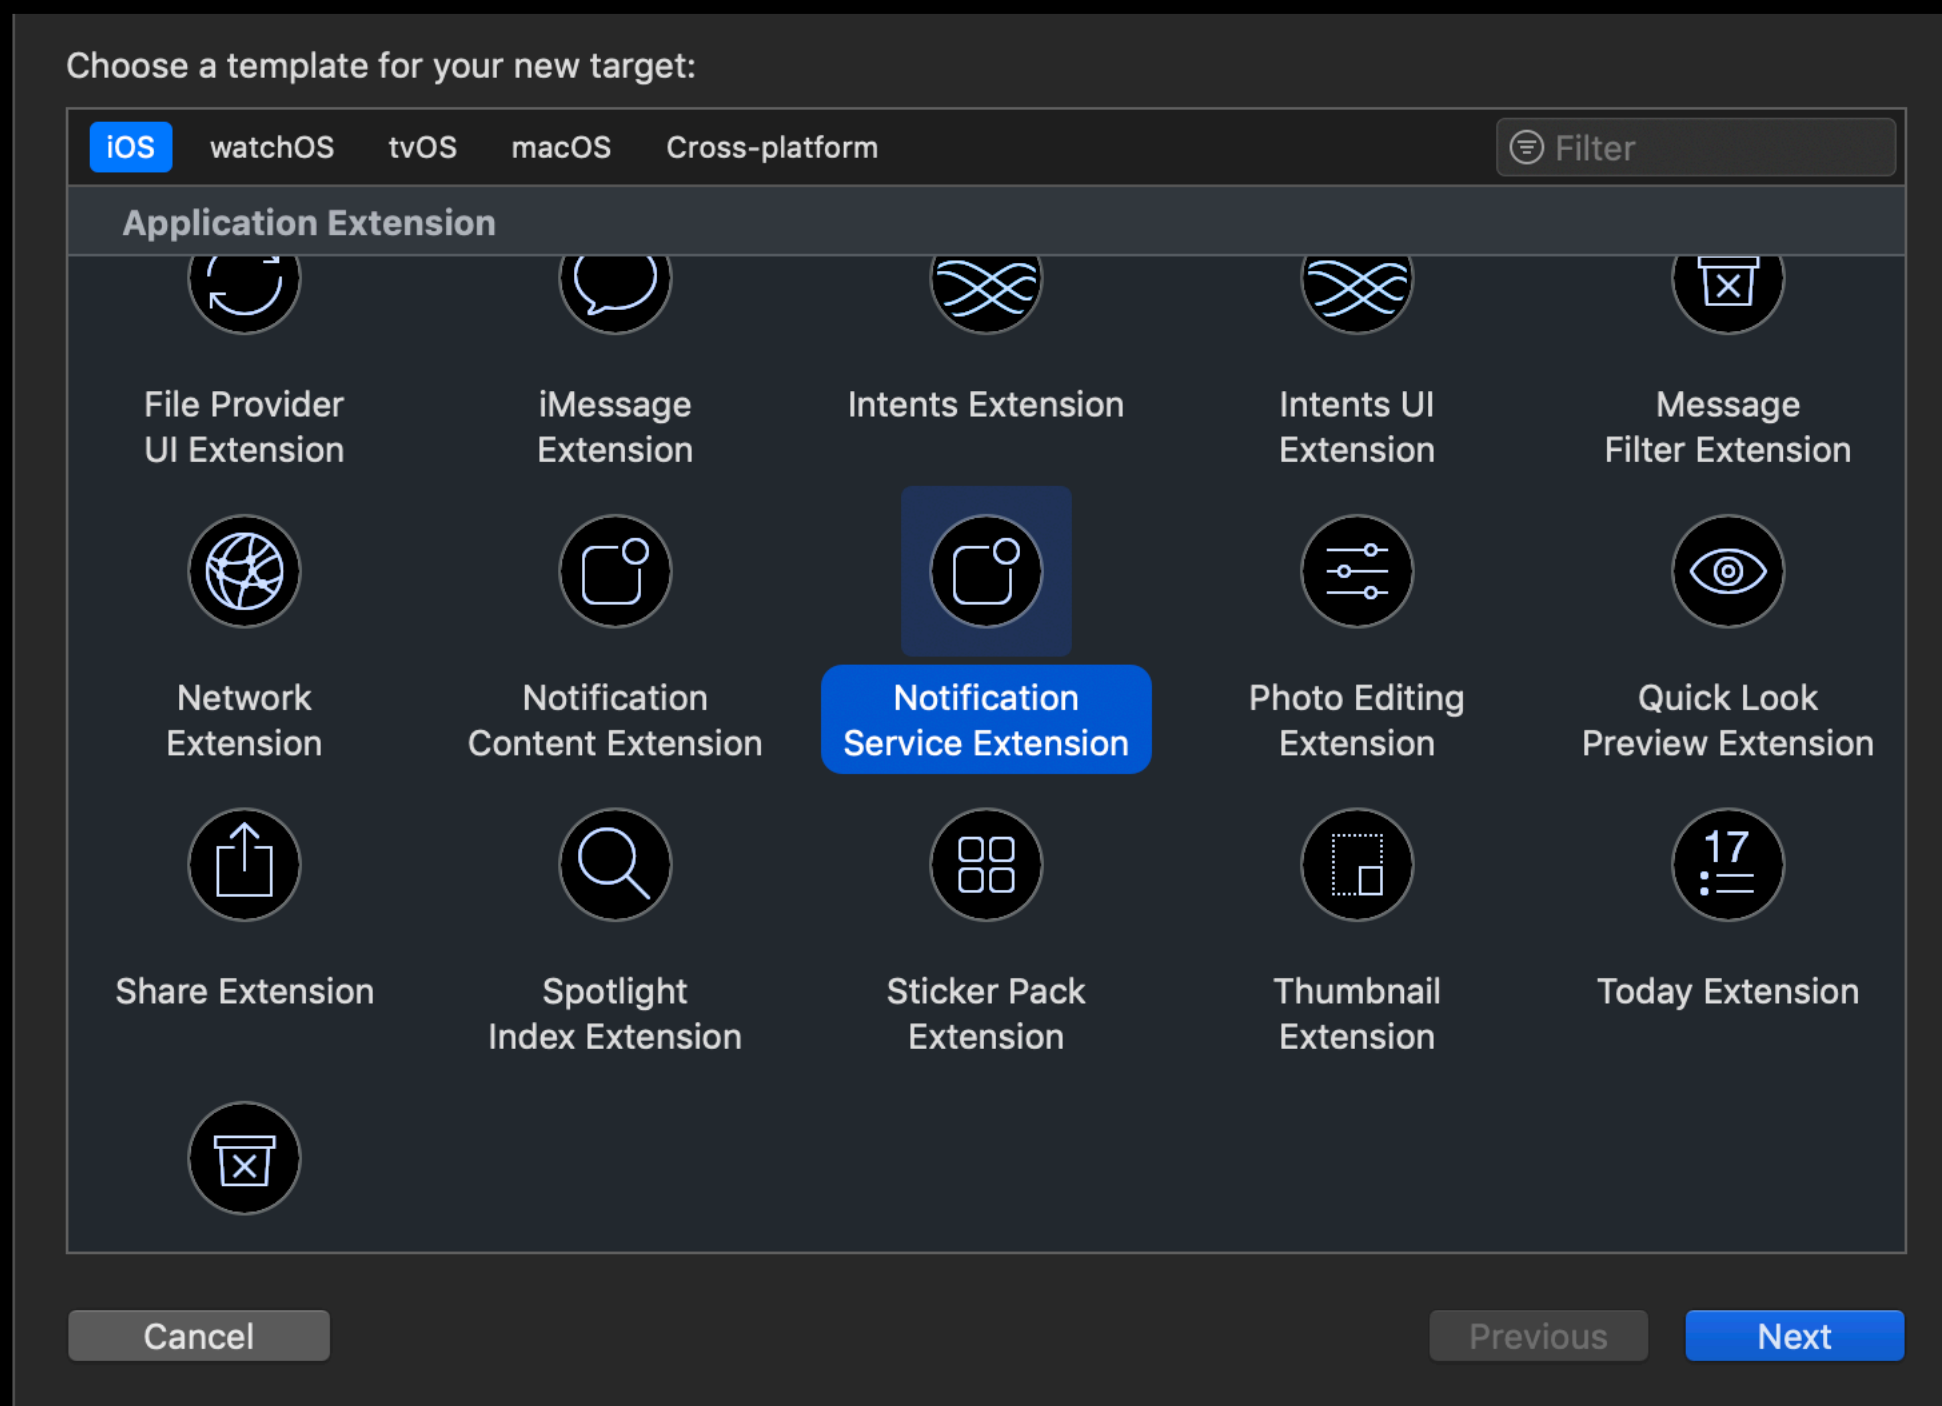 Choose a template for your new target:
iOS watchOS tvOS macOS Cross-platform Filter
Application Extension
File Provider iMessage Intents Extension Intents UI Message
UI Extension Extension Extension Filter Extension
Network Notification Notification Photo Editing Quick Look
Extension Content Extension Service Extension Extension Preview Extension
17
Share Extension Spotlight Sticker Pack Thumbnail Today Extension
Index Extension Extension Extension
Cancel Previous Next